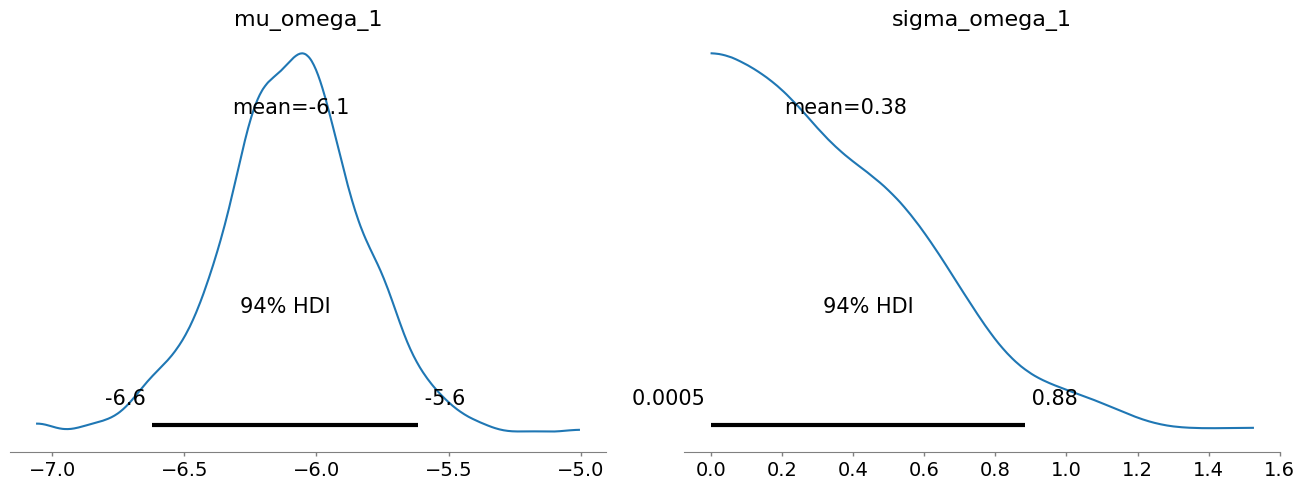 mu_omega_1
mean=-6.1
94% HDI
-6.6
-5.6
−7.0 −6.5 −6.0 −5.5 −5.0
sigma_omega_1
mean=0.38
94% HDI
0.0005
0.88
0.0 0.2 0.4 0.6 0.8 1.0 1.2 1.4 1.6